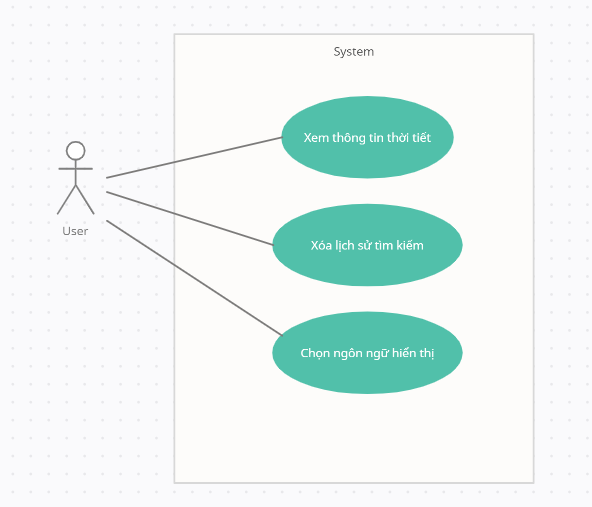 System
Xem thông tin thời tiết
Xóa lịch sử tìm kiếm
User
Chọn ngôn ngữ hiển thị